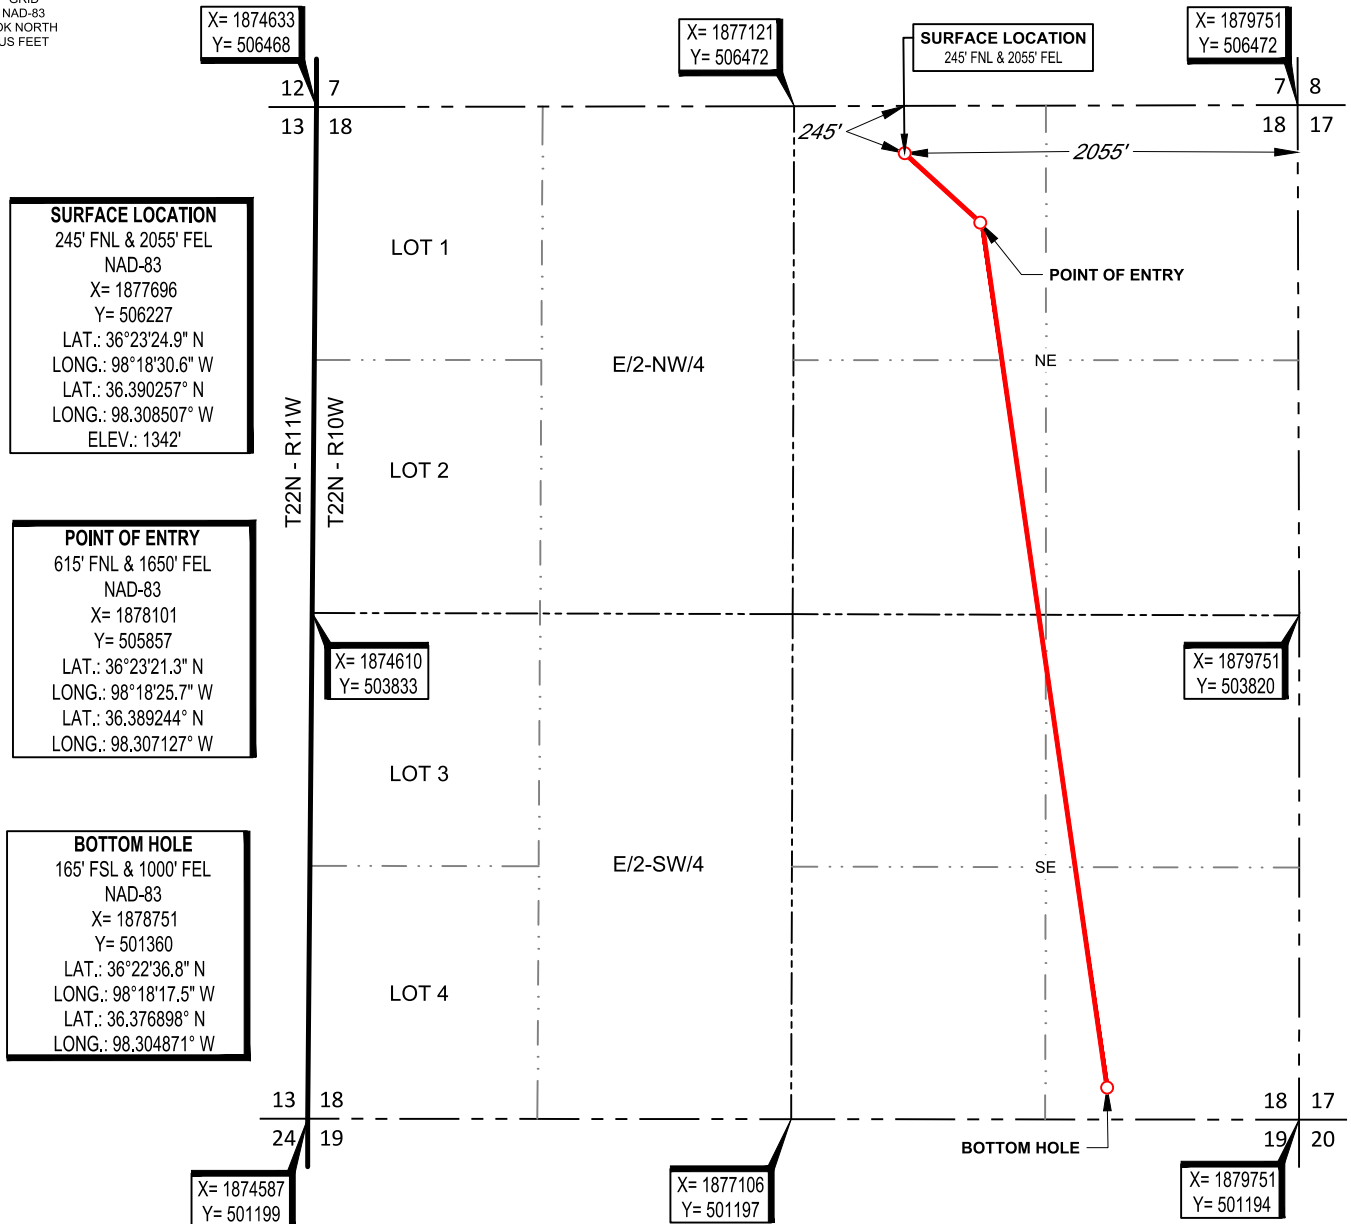 GRID
NAD-83
OK NORTH
US FEET
X= 1874633
Y= 506468
X= 1877121
Y= 506472
SURFACE LOCATION
245' FNL & 2055' FEL
X= 1879751
Y= 506472
12 7
13 18
7 8
18 17
245'
2055'
SURFACE LOCATION
245' FNL & 2055' FEL
NAD-83
X= 1877696
Y= 506227
LAT.: 36°23'24.9" N
LONG.: 98°18'30.6" W
LAT.: 36.390257° N
LONG.: 98.308507° W
ELEV.: 1342'
LOT 1
POINT OF ENTRY
E/2-NW/4
NE
T22N - R11W
T22N - R10W
LOT 2
POINT OF ENTRY
615' FNL & 1650' FEL
NAD-83
X= 1878101
Y= 505857
LAT.: 36°23'21.3" N
LONG.: 98°18'25.7" W
LAT.: 36.389244° N
LONG.: 98.307127° W
X= 1874610
Y= 503833
X= 1879751
Y= 503820
LOT 3
BOTTOM HOLE
165' FSL & 1000' FEL
NAD-83
X= 1878751
Y= 501360
LAT.: 36°22'36.8" N
LONG.: 98°18'17.5" W
LAT.: 36.376898° N
LONG.: 98.304871° W
E/2-SW/4
SE
LOT 4
13 18
24 19
18 17
19 20
BOTTOM HOLE
X= 1874587
Y= 501199
X= 1877106
Y= 501197
X= 1879751
Y= 501194